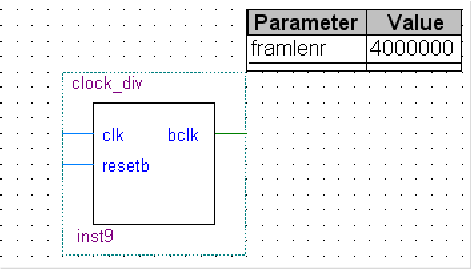 Parameter Value
framlenr 4000000
clock_div
clk bclk
resetb
inst9